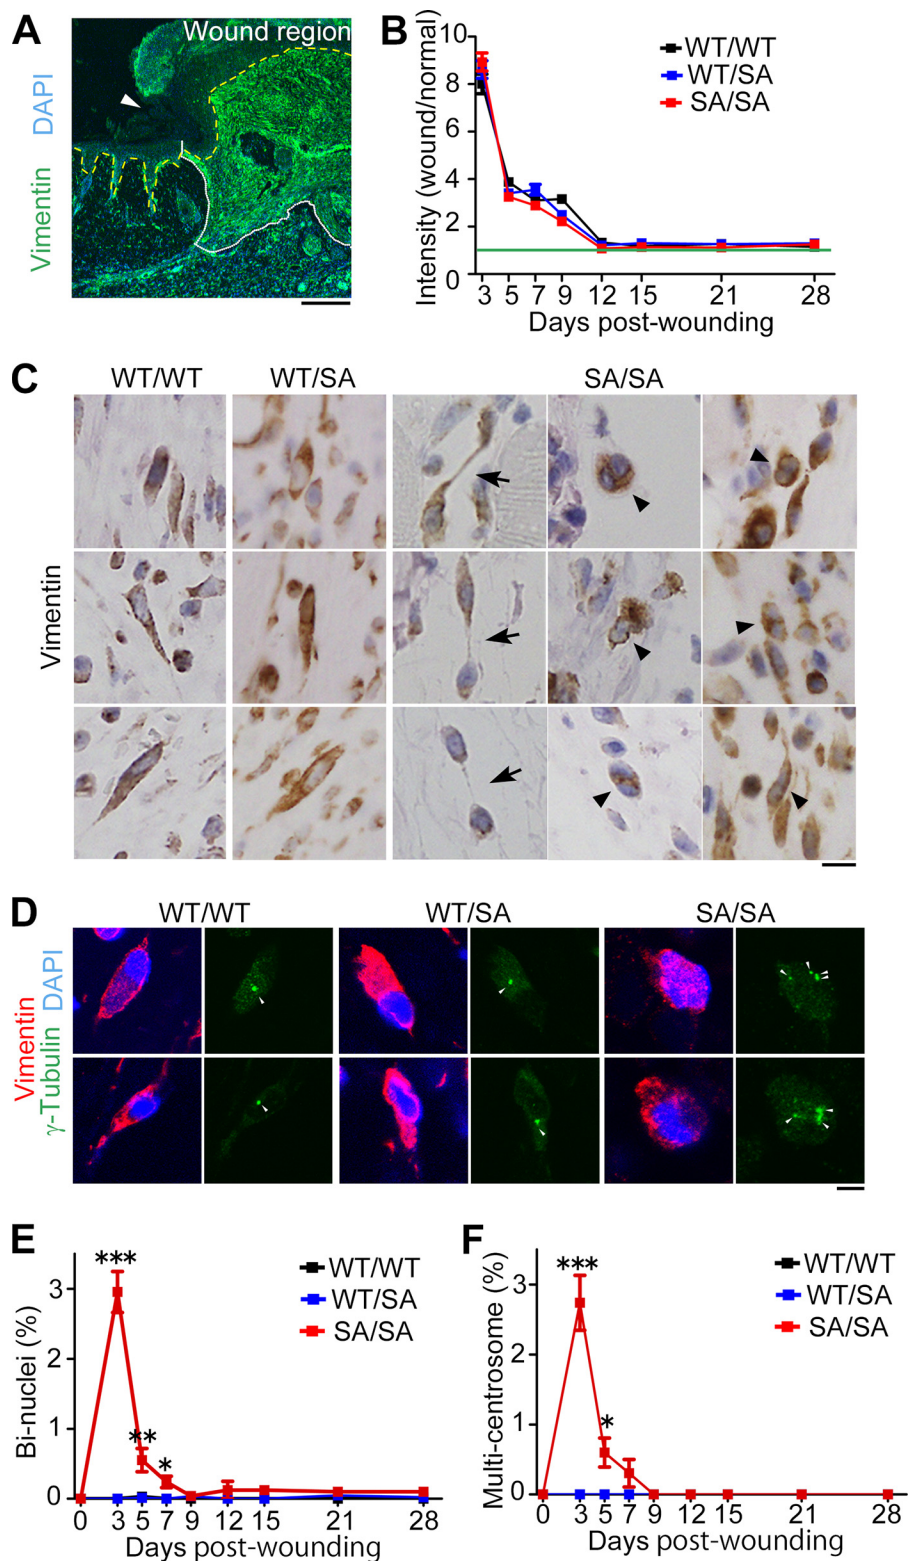 A
Wound region
Vimentin DAPI
B
Intensity (wound/normal)
10
8
6
4
2
0
WT/WT
WT/SA
SA/SA
3 5 7 9 12 15 21 28
Days post-wounding
C
WT/WT WT/SA SA/SA
Vimentin
D
WT/WT WT/SA SA/SA
Vimentin
γ-Tubulin DAPI
E
***
**
*
Bi-nuclei (%)
3
2
1
0
WT/WT
WT/SA
SA/SA
0 3 5 7 9 12 15 21 28
Days post-wounding
F
***
*
Multi-centrosome (%)
3
2
1
0
WT/WT
WT/SA
SA/SA
0 3 5 7 9 12 15 21 28
Days post-wounding